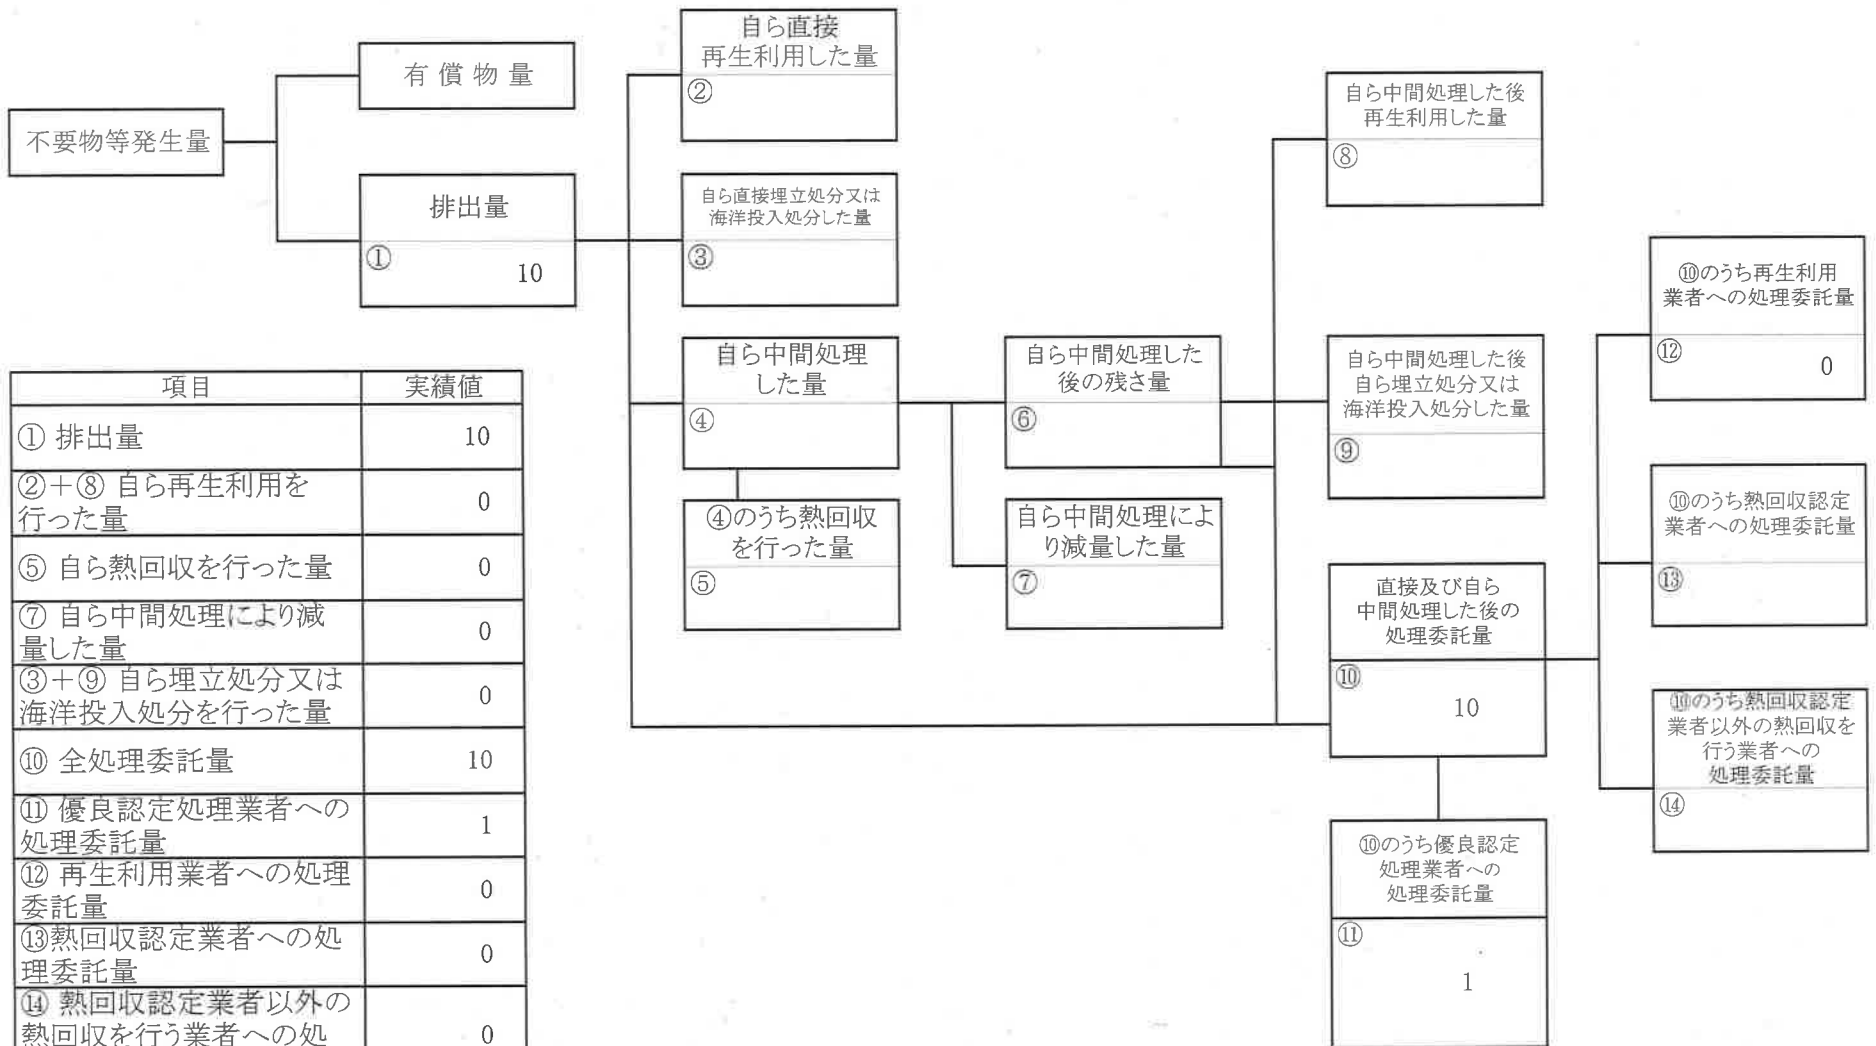 不要物等発生量
有償物量
排出量
①
10
自ら直接
再生利用した量
②
自ら直接埋立処分又は
海洋投入処分した量
③
自ら中間処理
した量
④
④のうち熱回収
を行った量
⑤
自ら中間処理した
後の残さ量
⑥
自ら中間処理によ
り減量した量
⑦
自ら中間処理した後
再生利用した量
⑧
自ら中間処理した後
自ら埋立処分又は
海洋投入処分した量
⑨
直接及び自ら
中間処理した後の
処理委託量
⑩
10
⑩のうち優良認定
処理業者への
処理委託量
⑪
1
⑩のうち再生利用
業者への処理委託量
⑫
0
⑩のうち熱回収認定
業者への処理委託量
⑬
⑩のうち熱回収認定
業者以外の熱回収を
行う業者への
処理委託量
⑭
項目 実績値
① 排出量 10
②＋⑧ 自ら再生利用を
行った量 0
⑤ 自ら熱回収を行った量 0
⑦ 自ら中間処理により減
量した量 0
③＋⑨ 自ら埋立処分又は
海洋投入処分を行った量 0
⑩ 全処理委託量 10
⑪ 優良認定処理業者への
処理委託量 1
⑫ 再生利用業者への処理
委託量 0
⑬熱回収認定業者への処
理委託量 0
⑭ 熱回収認定業者以外の
熱回収を行う業者への処 0